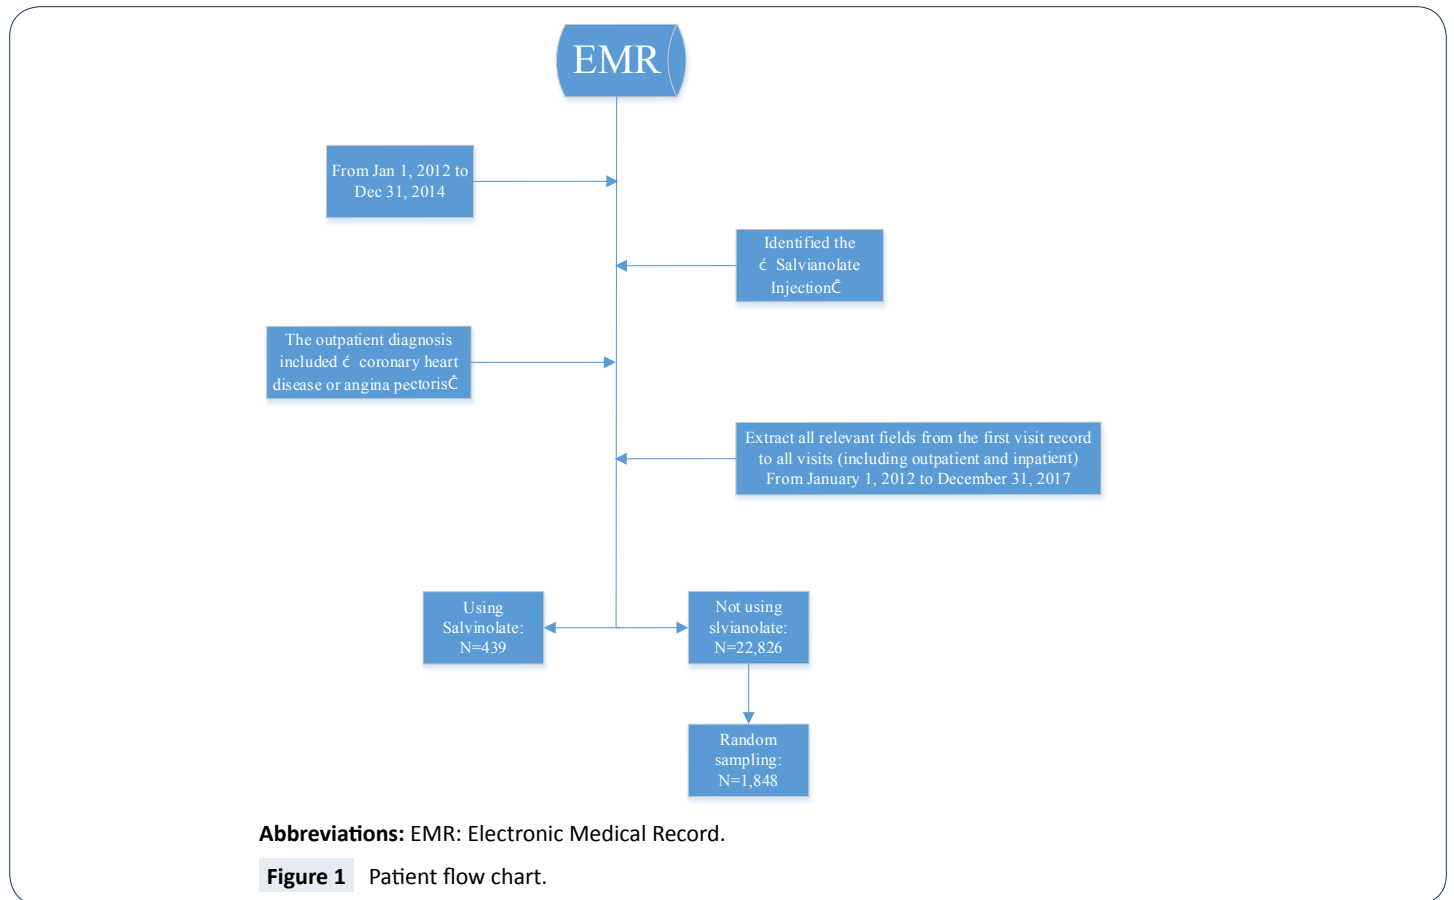 EMR
From Jan 1, 2012 to
Dec 31, 2014
Identified the
ć Salvianolate
InjectionĈ
The outpatient diagnosis
included ć coronary heart
disease or angina pectorisĈ
Extract all relevant fields from the first visit record
to all visits (including outpatient and inpatient)
From January 1, 2012 to December 31, 2017
Using
Salvinolate:
N=439
Not using
slvianolate:
N=22,826
Random
sampling:
N=1,848
Abbreviations: EMR: Electronic Medical Record.
Figure 1 Patient flow chart.